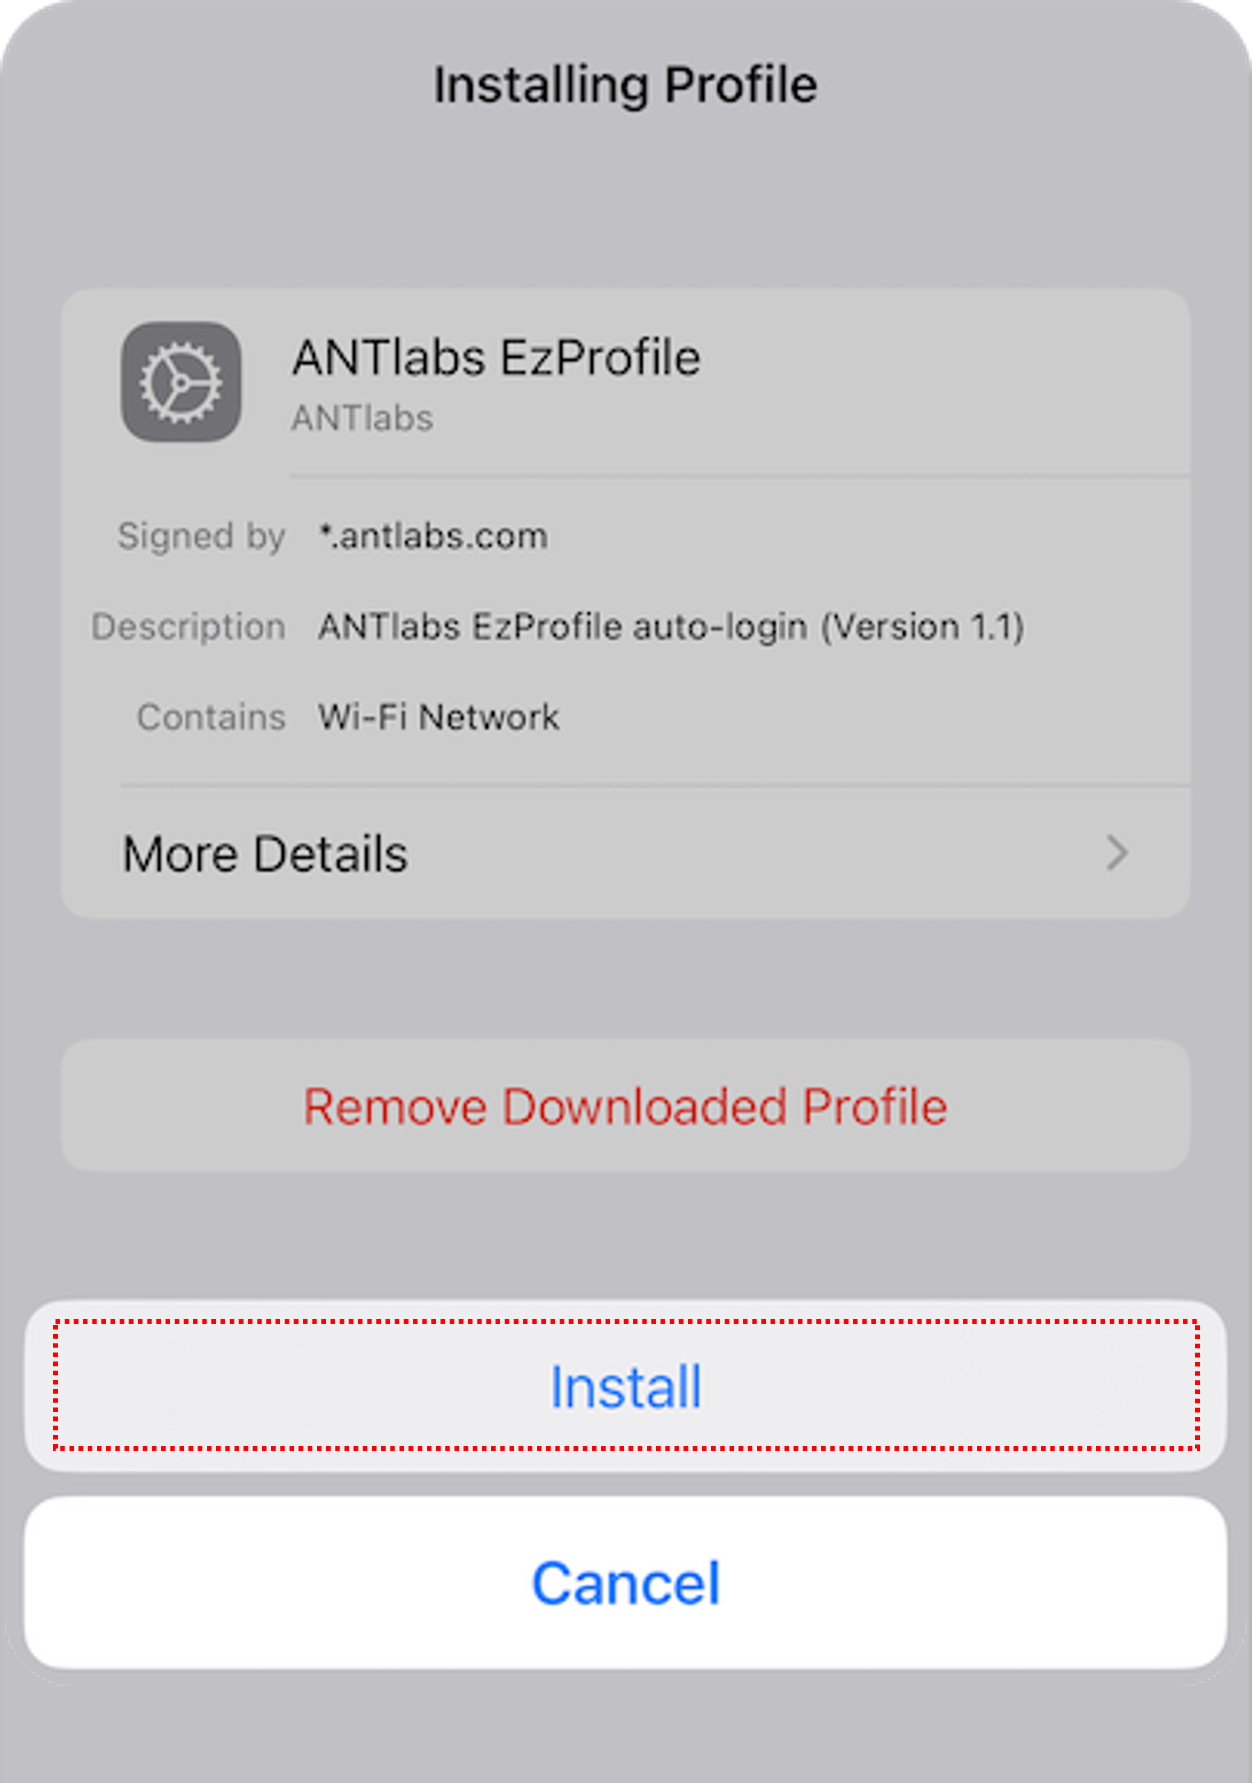 Installing Profile
ANTlabs EzProfile
ANTlabs
Signed by *.antlabs.com
Description ANTlabs EzProfile auto-login (Version 1.1)
Contains Wi-Fi Network
More Details
Remove Downloaded Profile
Install
Cancel